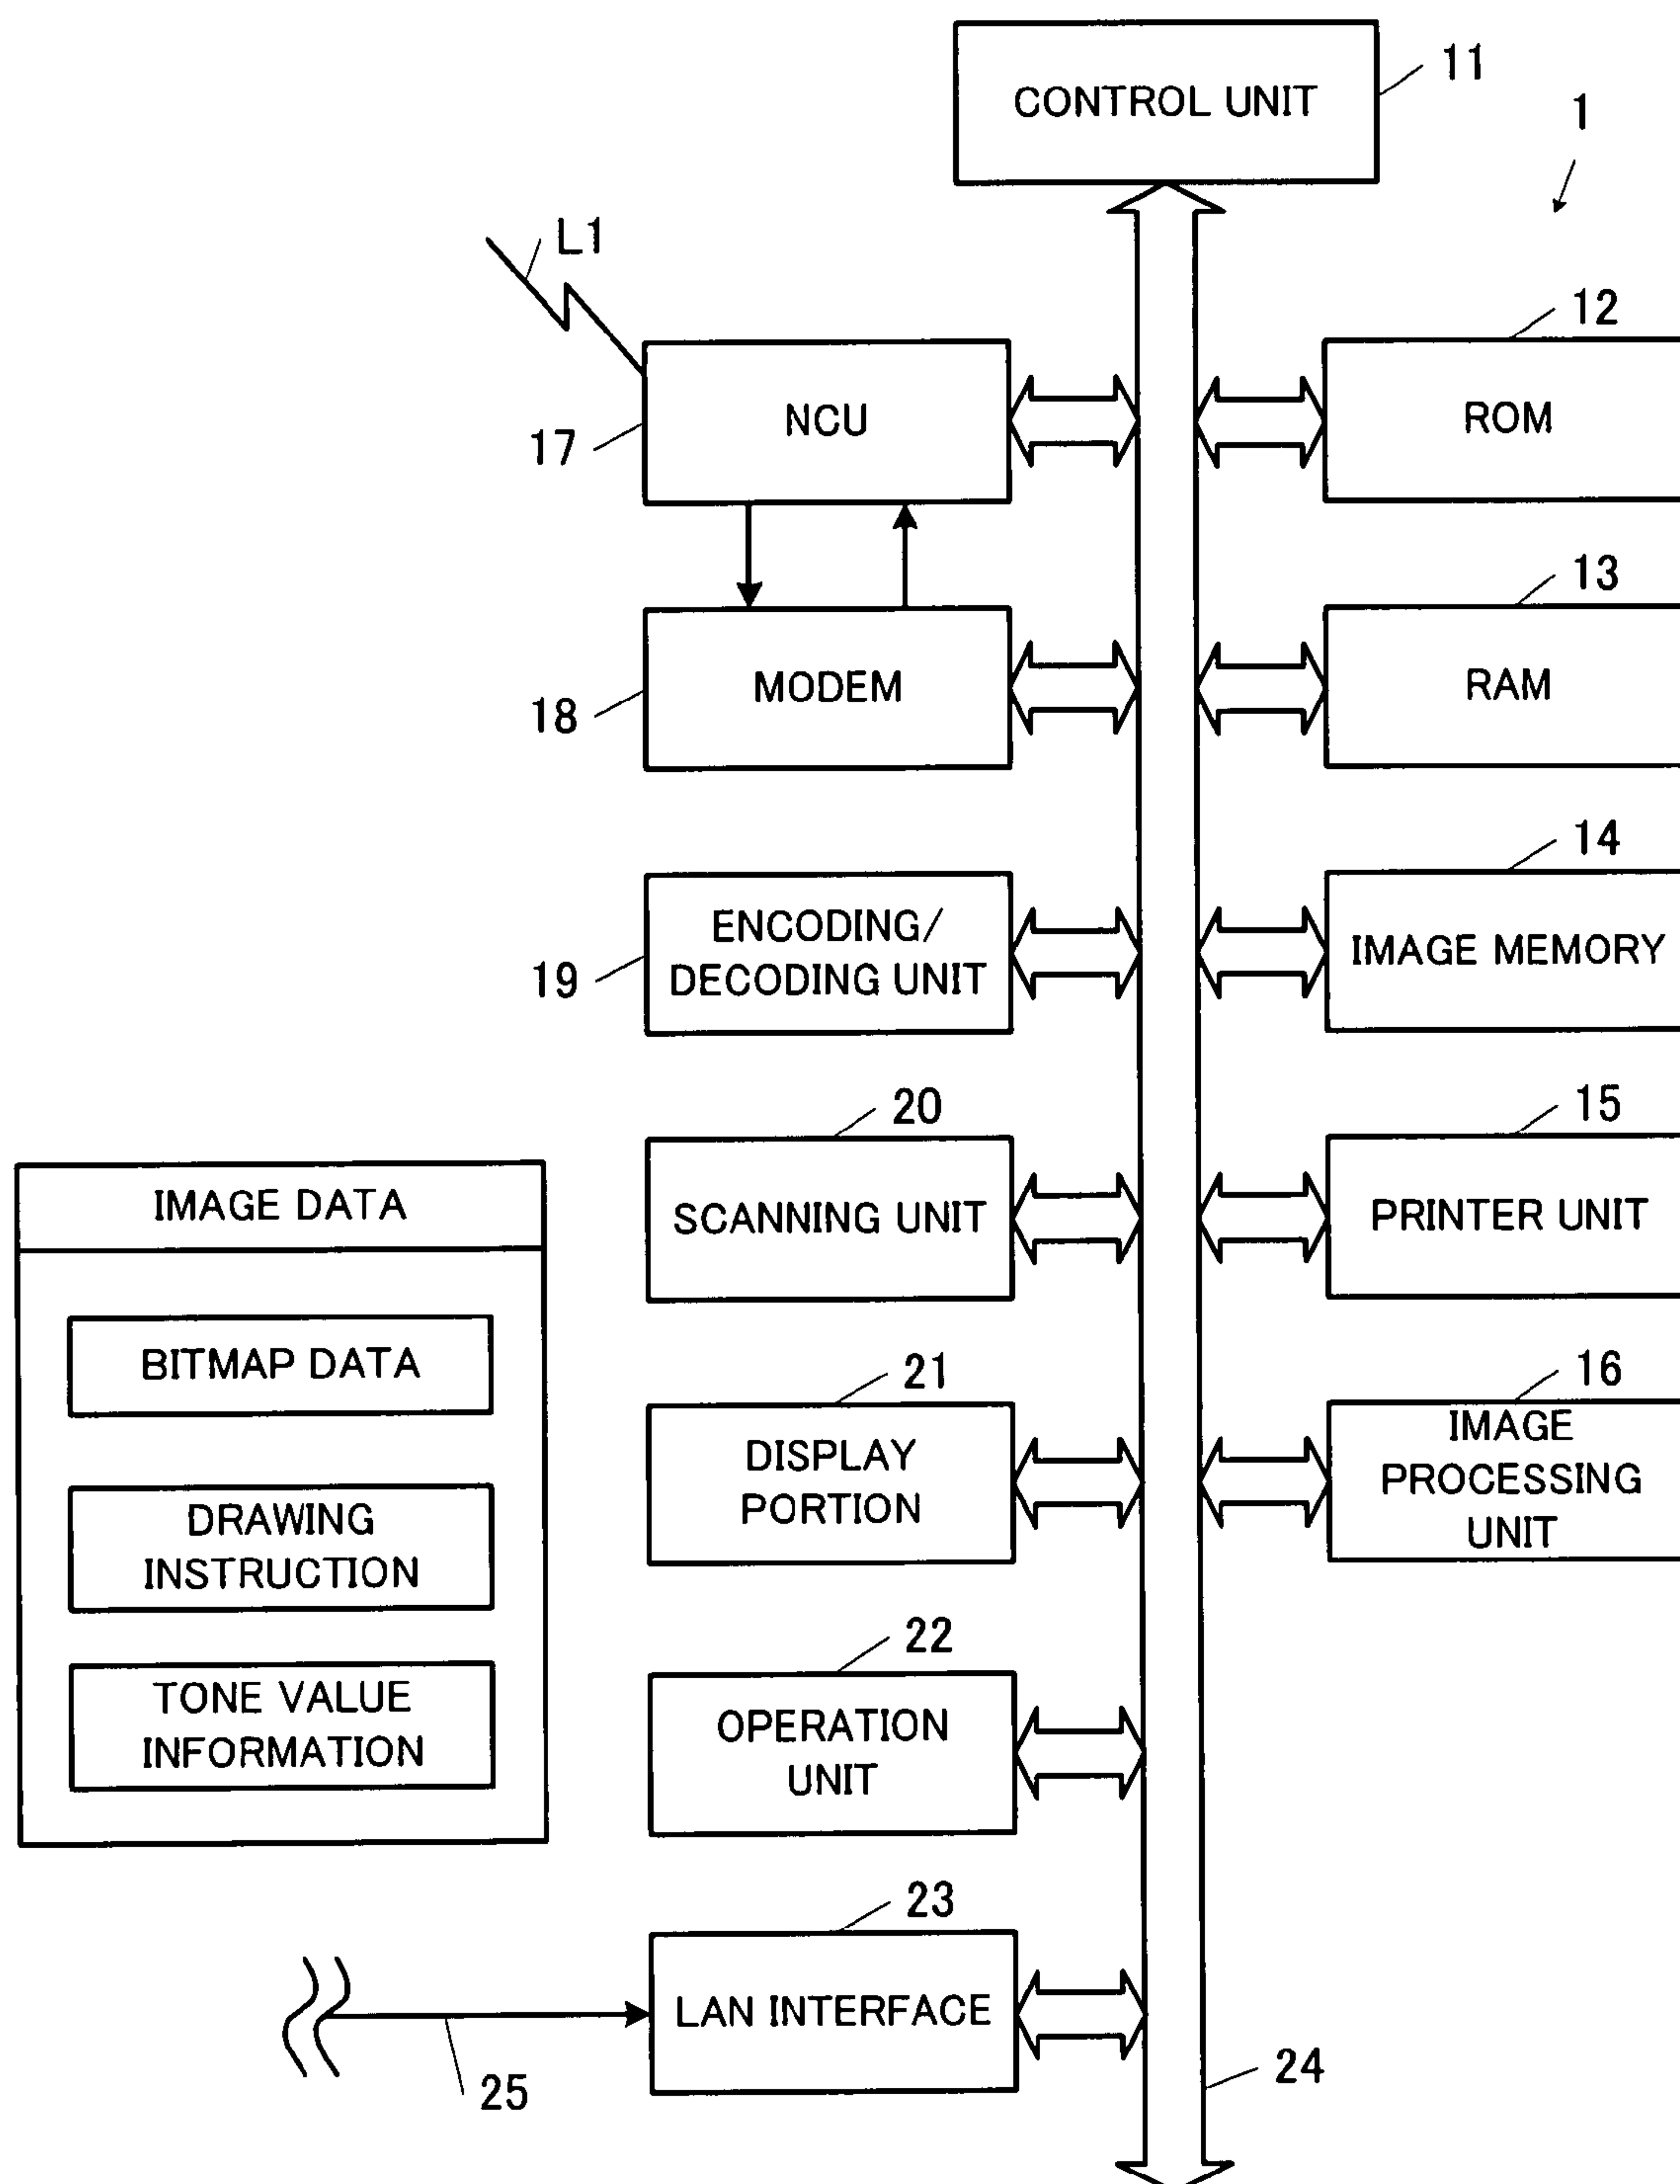 CONTROL UNIT
11
1
L1
12
NCU
ROM
17
13
MODEM
RAM
18
14
ENCODING/
DECODING UNIT
IMAGE MEMORY
19
20
15
IMAGE DATA
SCANNING UNIT
PRINTER UNIT
BITMAP DATA
21
16
DISPLAY
PORTION
IMAGE
PROCESSING
UNIT
DRAWING
INSTRUCTION
22
TONE VALUE
INFORMATION
OPERATION
UNIT
23
LAN INTERFACE
25
24